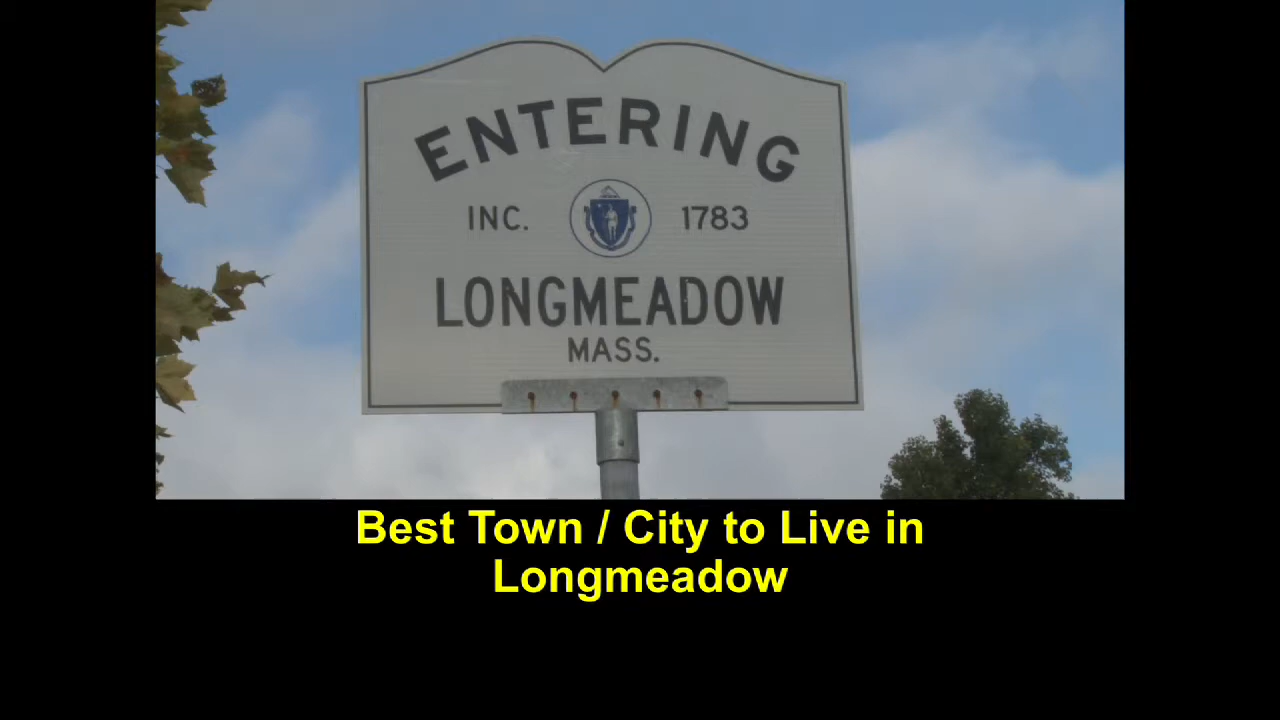 ENTERING
INC. 1783
LONGMEADOW
MASS.
Best Town / City to Live in
Longmeadow